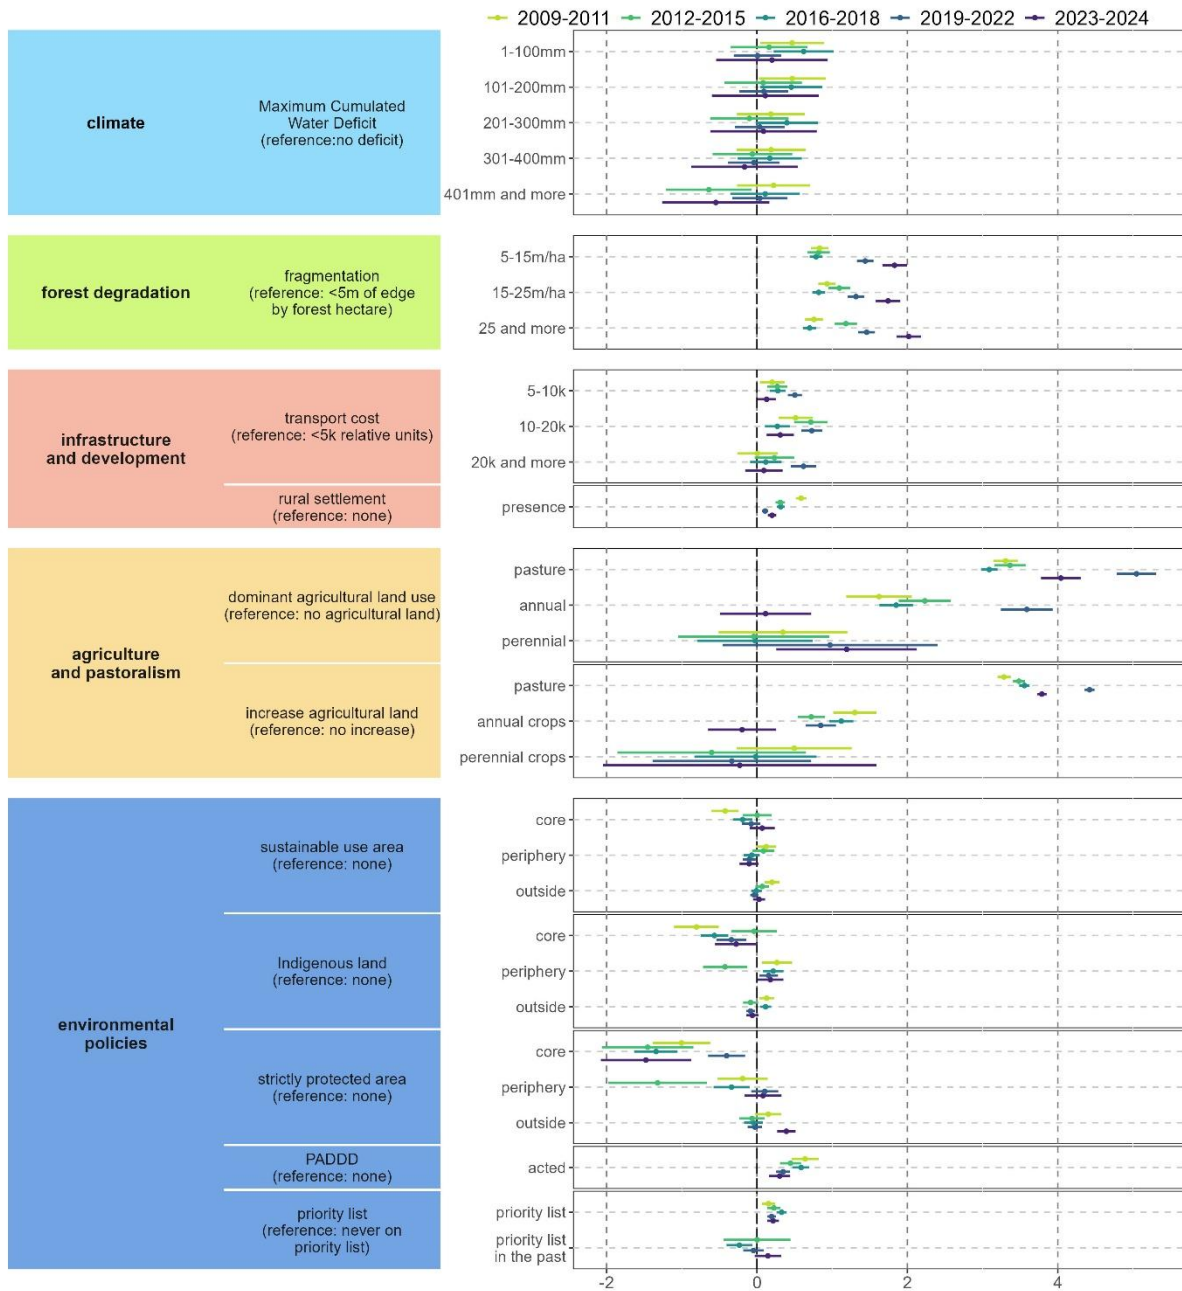 2009-2011 2012-2015 2016-2018 2019-2022 2023-2024
climate
Maximum Cumulated
Water Deficit
(reference:no deficit)
1-100mm
101-200mm
201-300mm
301-400mm
401mm and more
forest degradation
fragmentation
(reference: <5m of edge
by forest hectare)
5-15m/ha
15-25m/ha
25 and more
infrastructure
and development
transport cost
(reference: <5k relative units)
5-10k
10-20k
20k and more
rural settlement
(reference: none)
presence
agriculture
and pastoralism
dominant agricultural land use
(reference: no agricultural land)
pasture
annual
perennial
increase agricultural land
(reference: no increase)
pasture
annual crops
perennial crops
environmental
policies
sustainable use area
(reference: none)
core
periphery
outside
Indigenous land
(reference: none)
core
periphery
outside
strictly protected area
(reference: none)
core
periphery
outside
PADDD
(reference: none)
acted
priority list
(reference: never on
priority list)
priority list
priority list
in the past
-2 0 2 4